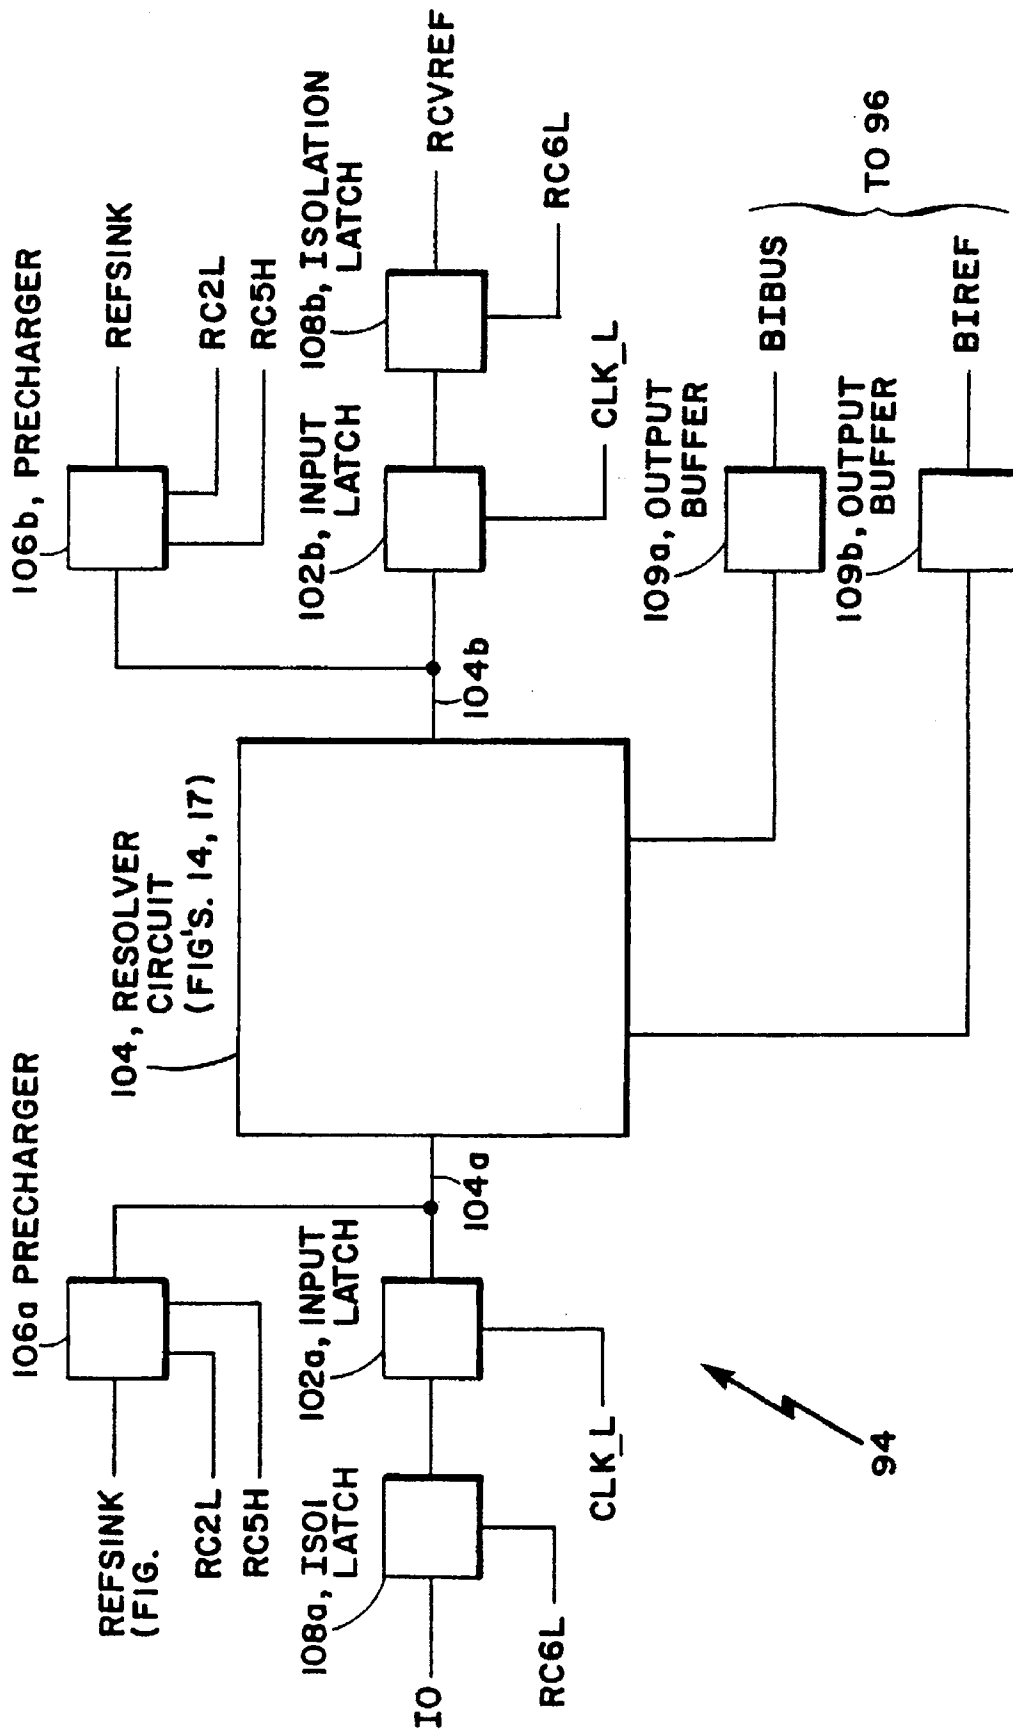 106a PRECHARGER
REFSINK
(FIG.
RC2L
RC5H
108a, ISOI
LATCH
102a, INPUT
LATCH
IO
RC6L
CLK_L
104a
94
104, RESOLVER
CIRCUIT
(FIG'S. 14, 17)
104b
106b, PRECHARGER
REFSINK
RC2L
RC5H
102b, INPUT
LATCH
108b, ISOLATION
LATCH
RCVREF
RC6L
CLK_L
109a, OUTPUT
BUFFER
BIBUS
109b, OUTPUT
BUFFER
BIREF
TO 96